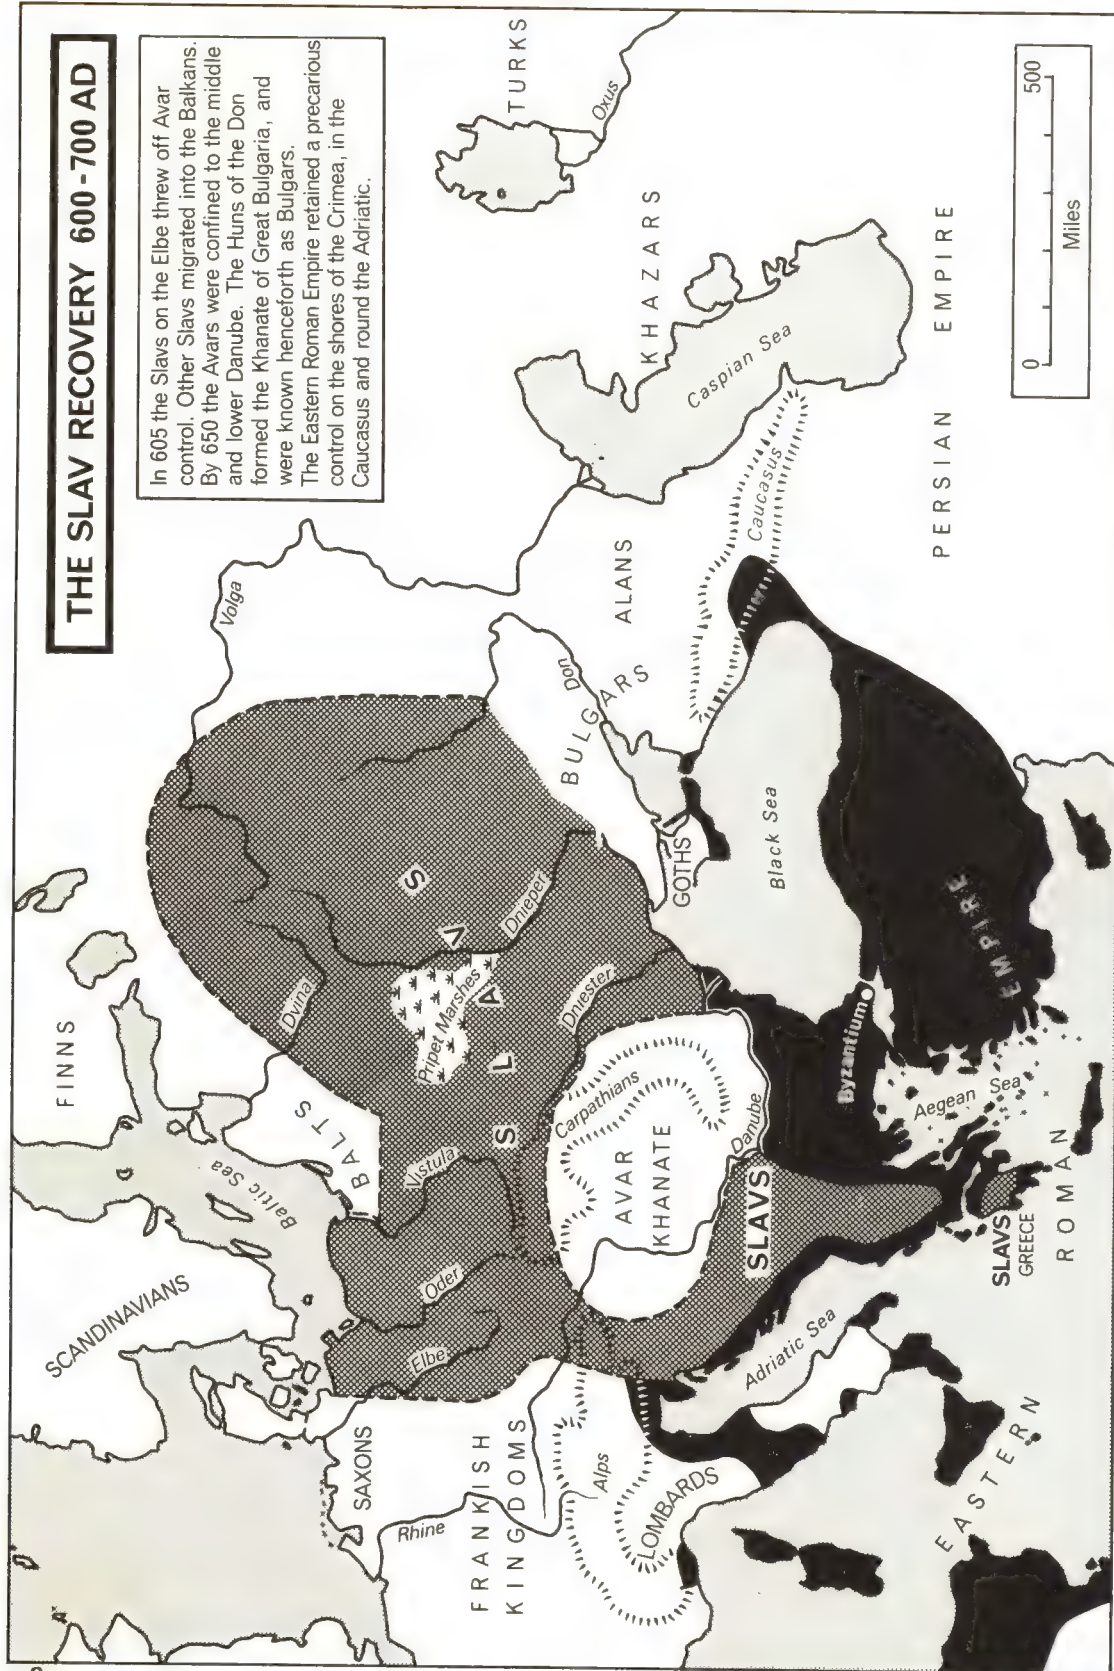 THE SLAV RECOVERY 600-700 AD
In 605 the Slavs on the Elbe threw off Avar
control. Other Slavs migrated into the Balkans.
By 650 the Avars were confined to the middle
and lower Danube. The Huns of the Don
formed the Khanate of Great Bulgaria, and
were known henceforth as Bulgars.
The Eastern Roman Empire retained a precarious
control on the shores of the Crimea, in the
Caucasus and round the Adriatic.
FINNS
SCANDINAVIANS
Baltic Sea
BALTS
SAXONS
Rhine
FRANKISH
KINGDOMS
Alps
LOMBARDS
Elbe
Oder
Vistula
Dvina
Pripet Marshes
SLAVS
Dnieper
Dniester
Volga
Don
BULGARS
GOTHS
ALANS
Caucasus
KHAZARS
TURKS
Oxus
Caspian Sea
PERSIAN EMPIRE
Carpathians
AVAR
KHANATE
Danube
SLAVS
Black Sea
Byzantium
Adriatic Sea
Aegean Sea
SLAVS
GREECE
EASTERN ROMAN EMPIRE
0 500
Miles